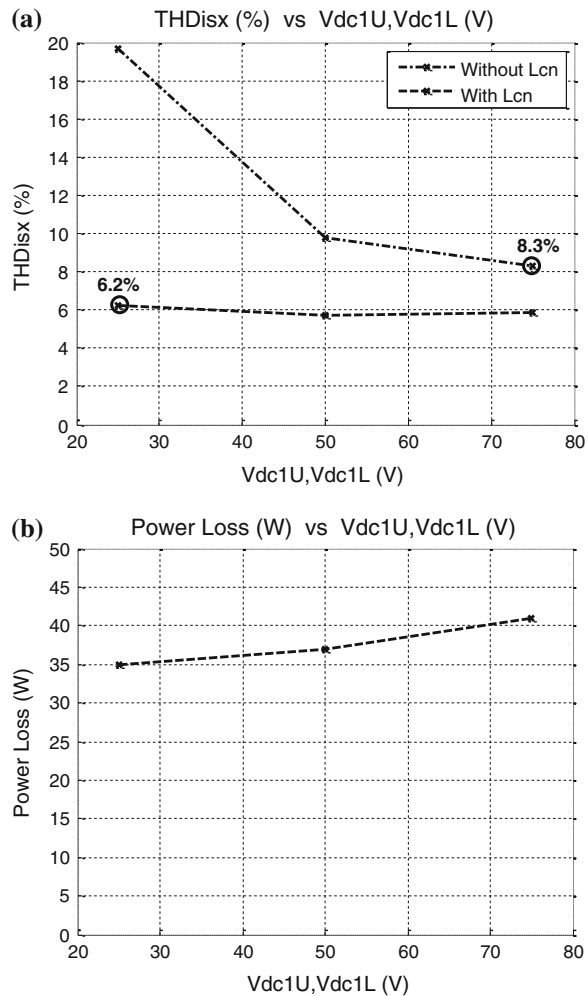 (a) THDisx (%) vs Vdc1U,Vdc1L (V)
20
18
16
14
12
10
8
6
4
2
0
THDisx (%)
Without Lcn
With Lcn
6.2%
8.3%
20 30 40 50 60 70 80
Vdc1U,Vdc1L (V)
(b) Power Loss (W) vs Vdc1U,Vdc1L (V)
50
45
40
35
30
25
20
15
10
5
0
Power Loss (W)
20 30 40 50 60 70 80
Vdc1U,Vdc1L (V)